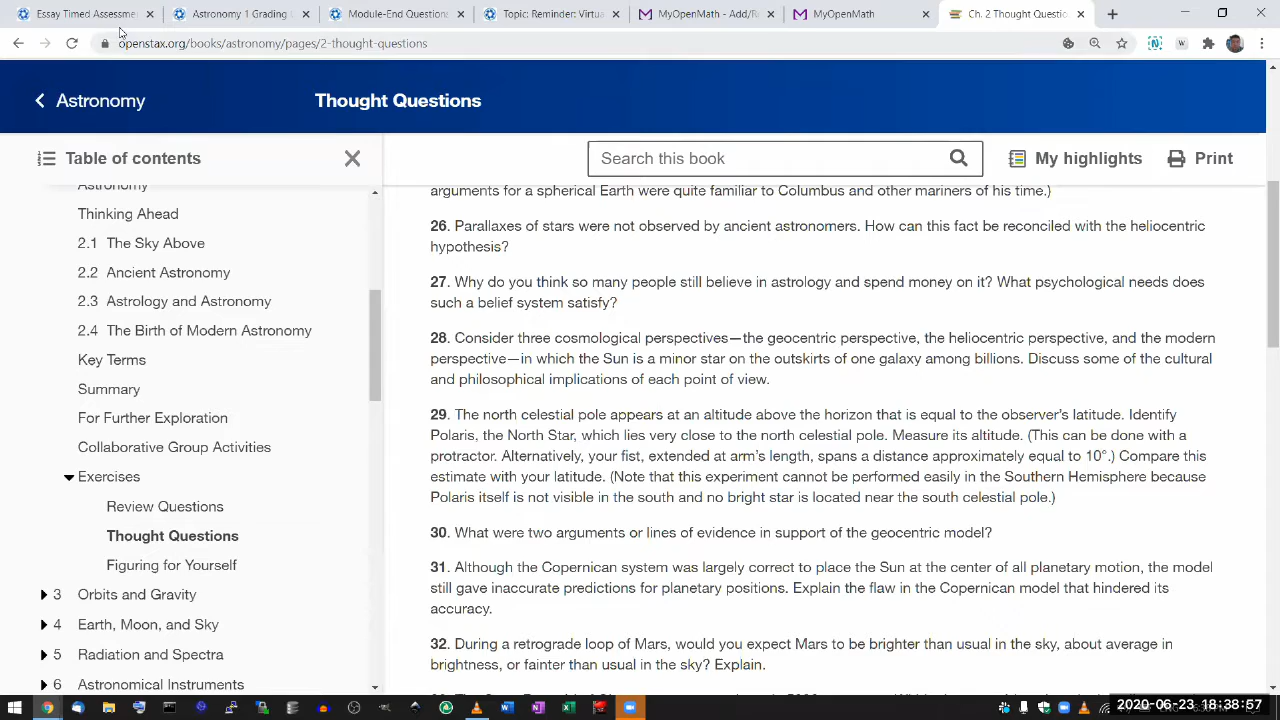 Essay Timed Assessme
Astronomy 1 Grading
Module-End Questions
Topic Reminder: Virtua
MyOpenMath - Add/R
MyOpenMath
Ch. 2 Thought Questio
openstax.org/books/astronomy/pages/2-thought-questions
Astronomy
Thought Questions
Table of contents
Search this book
My highlights
Print
Astronomy
Thinking Ahead
2.1 The Sky Above
2.2 Ancient Astronomy
2.3 Astrology and Astronomy
2.4 The Birth of Modern Astronomy
Key Terms
Summary
For Further Exploration
Collaborative Group Activities
Exercises
Review Questions
Thought Questions
Figuring for Yourself
3 Orbits and Gravity
4 Earth, Moon, and Sky
5 Radiation and Spectra
6 Astronomical Instruments
arguments for a spherical Earth were quite familiar to Columbus and other mariners of his time.)
26. Parallaxes of stars were not observed by ancient astronomers. How can this fact be reconciled with the heliocentric
hypothesis?
27. Why do you think so many people still believe in astrology and spend money on it? What psychological needs does
such a belief system satisfy?
28. Consider three cosmological perspectives—the geocentric perspective, the heliocentric perspective, and the modern
perspective—in which the Sun is a minor star on the outskirts of one galaxy among billions. Discuss some of the cultural
and philosophical implications of each point of view.
29. The north celestial pole appears at an altitude above the horizon that is equal to the observer's latitude. Identify
Polaris, the North Star, which lies very close to the north celestial pole. Measure its altitude. (This can be done with a
protractor. Alternatively, your fist, extended at arm's length, spans a distance approximately equal to 10°.) Compare this
estimate with your latitude. (Note that this experiment cannot be performed easily in the Southern Hemisphere because
Polaris itself is not visible in the south and no bright star is located near the south celestial pole.)
30. What were two arguments or lines of evidence in support of the geocentric model?
31. Although the Copernican system was largely correct to place the Sun at the center of all planetary motion, the model
still gave inaccurate predictions for planetary positions. Explain the flaw in the Copernican model that hindered its
accuracy.
32. During a retrograde loop of Mars, would you expect Mars to be brighter than usual in the sky, about average in
brightness, or fainter than usual in the sky? Explain.
2020-06-23 18:38:57